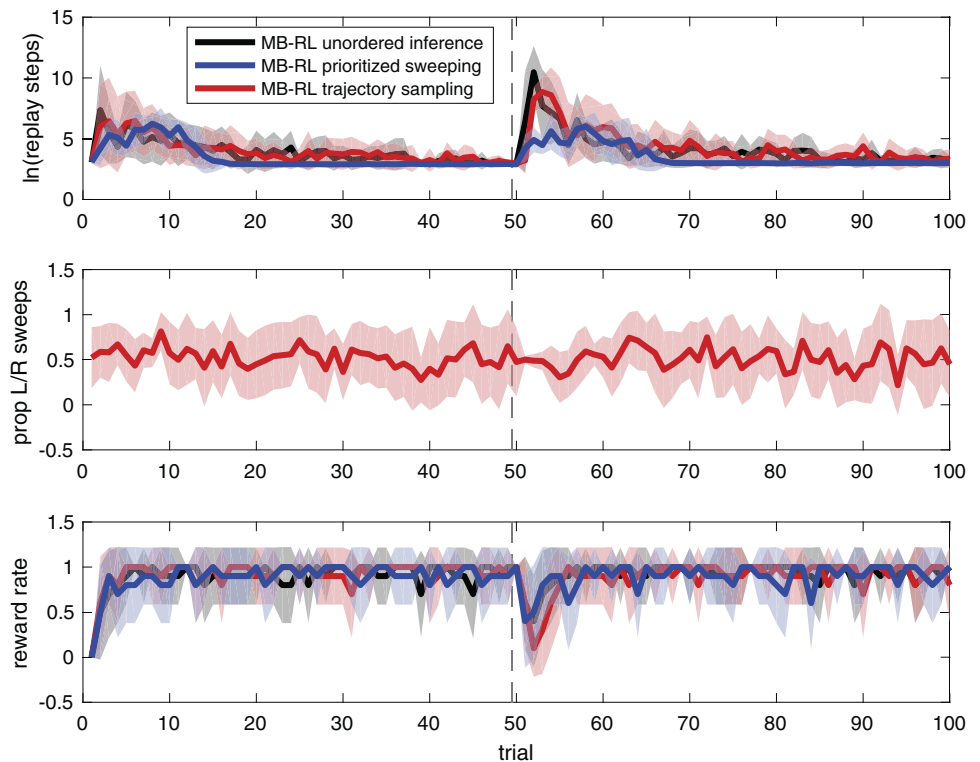 15
10
5
0
ln(replay steps)
MB-RL unordered inference
MB-RL prioritized sweeping
MB-RL trajectory sampling
0 10 20 30 40 50 60 70 80 90 100
1.5
1
0.5
0
-0.5
prop L/R sweeps
0 10 20 30 40 50 60 70 80 90 100
1.5
1
0.5
0
-0.5
reward rate
0 10 20 30 40 50 60 70 80 90 100
trial